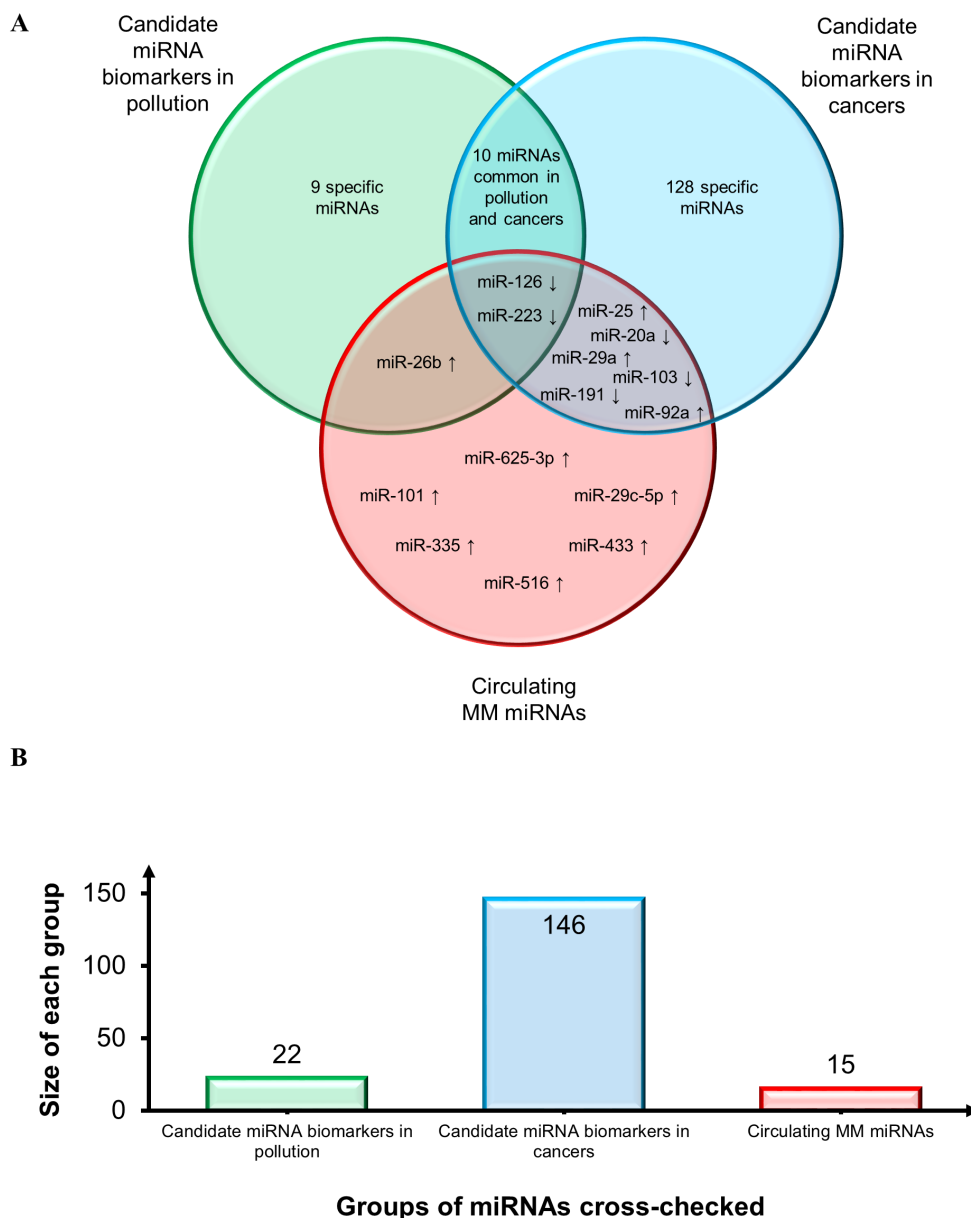 A
Candidate
miRNA
biomarkers in
pollution
Candidate
miRNA
biomarkers in
cancers
9 specific
miRNAs
10 miRNAs
common in
pollution
and cancers
128 specific
miRNAs
miR-126 ↓
miR-223 ↓
miR-25 ↑
miR-20a ↓
miR-29a ↑
miR-103 ↓
miR-191 ↓
miR-92a ↑
miR-26b ↑
miR-625-3p ↑
miR-101 ↑
miR-29c-5p ↑
miR-335 ↑
miR-433 ↑
miR-516 ↑
Circulating
MM miRNAs
B
Size of each group
150
100
50
0
22
146
15
Candidate miRNA biomarkers in
pollution
Candidate miRNA biomarkers in
cancers
Circulating MM miRNAs
Groups of miRNAs cross-checked